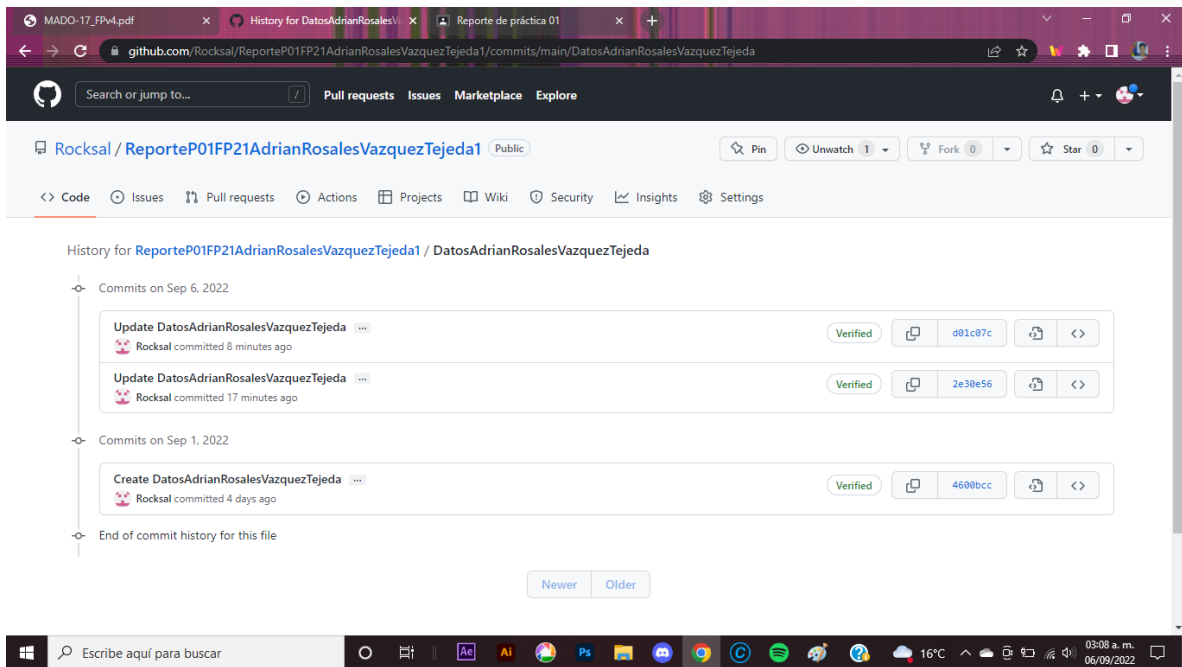 MADO-17_FPv4.pdf
History for DatosAdrianRosalesV
Reporte de práctica 01
github.com/Rocksal/ReporteP01FP21AdrianRosalesVazquezTejeda1/commits/main/DatosAdrianRosalesVazquezTejeda
Search or jump to... /
Pull requests Issues Marketplace Explore
Rocksal / ReporteP01FP21AdrianRosalesVazquezTejeda1 Public
Pin Unwatch 1 Fork 0 Star 0
<> Code Issues Pull requests Actions Projects Wiki Security Insights Settings
History for ReporteP01FP21AdrianRosalesVazquezTejeda1 / DatosAdrianRosalesVazquezTejeda
Commits on Sep 6, 2022
Update DatosAdrianRosalesVazquezTejeda ...
Verified d01c07c <>
Rocksal committed 8 minutes ago
Update DatosAdrianRosalesVazquezTejeda ...
Verified 2e30e56 <>
Rocksal committed 17 minutes ago
Commits on Sep 1, 2022
Create DatosAdrianRosalesVazquezTejeda ...
Verified 4600bcc <>
Rocksal committed 4 days ago
End of commit history for this file
Newer Older
Escribe aquí para buscar
Ae Ai Ps
16°C
03:08 a. m.
06/09/2022